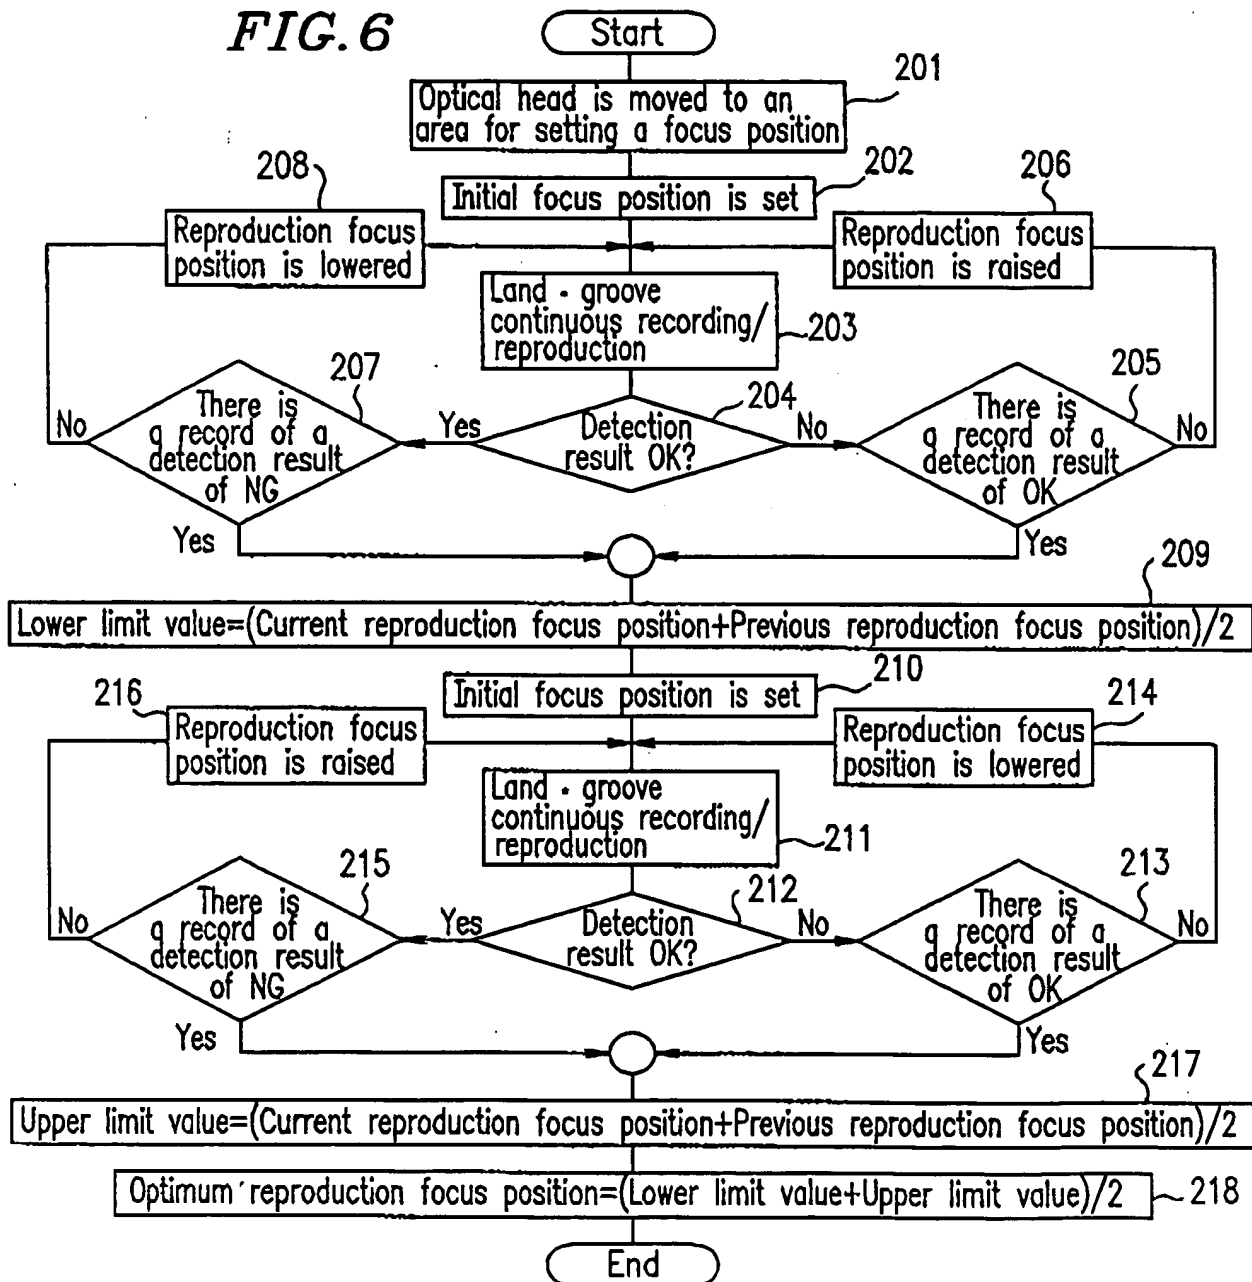 FIG.6
Start
201
Optical head is moved to an
area for setting a focus position
202
Initial focus position is set
208
Reproduction focus
position is lowered
206
Reproduction focus
position is raised
Land - groove
continuous recording/
reproduction
203
207
There is
a record of a
detection result
of NG
No
Yes
204
Detection
result OK?
Yes
No
205
There is
a record of a
detection result
of OK
No
Yes
209
Lower limit value=(Current reproduction focus position+Previous reproduction focus position)/2
210
Initial focus position is set
216
Reproduction focus
position is raised
214
Reproduction focus
position is lowered
Land - groove
continuous recording/
reproduction
211
215
There is
a record of a
detection result
of NG
No
Yes
212
Detection
result OK?
Yes
No
213
There is
a record of a
detection result
of OK
No
Yes
217
Upper limit value=(Current reproduction focus position+Previous reproduction focus position)/2
Optimum reproduction focus position=(Lower limit value+Upper limit value)/2
218
End